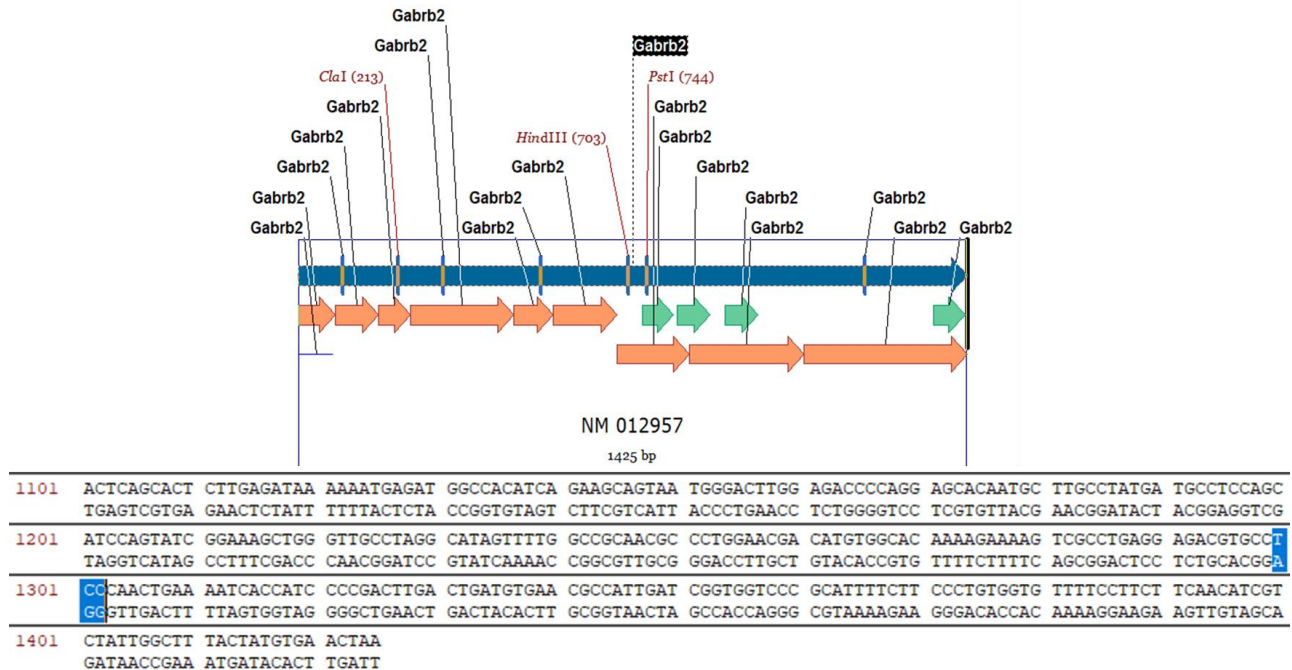 Gabrb2
Gabrb2
Gabrb2
ClaI (213)
PstI (744)
Gabrb2
Gabrb2
Gabrb2
HindIII (703)
Gabrb2
Gabrb2
Gabrb2
Gabrb2
Gabrb2
Gabrb2
Gabrb2
Gabrb2
Gabrb2
Gabrb2
Gabrb2
Gabrb2
Gabrb2
Gabrb2
NM 012957
1425 bp
1101 ACTCAGCACT CTTGAGATAA AAAATGAGAT GGCCACATCA GAAGCAGTAA TGGGACTTGG AGACCCCAGG AGCACAATGC TTGCCTATGA TGCCTCCAGC
TGAGTCGTGA GAACTCTATT TTTTACTCTA CCGGTGTAGT CTTCGTCATT ACCCTGAACC TCTGGGGTCC TCGTGTTACG AACGGATACT ACGGAGGTCG
1201 ATCCAGTATC GGAAAGCTGG GTTGCCTAGG CATAGTTTTG GCCGCAACGC CCTGGAACGA CATGTGGCAC AAAAGAAAAG TCGCCTGAGG AGACGTGCCT
TAGGTCATAG CCTTTCGACC CAACGGATCC GTATCAAAAC CGGCGTTGCG GGACCTTGCT GTACACCGTG TTTTCTTTTC AGCGGACTCC TCTGCACGGA
1301 CCCAACTGAA AATCACCATC CCCGACTTGA CTGATGTGAA CGCCATTGAT CGGTGGTCCC GCATTTTCTT CCCTGTGGTG TTTTCCTTCT TCAACATCGT
GGGTTGACTT TTAGTGGTAG GGGCTGAACT GACTACACTT GCGGTAACTA GCCACCAGGG CGTAAAAGAA GGGACACCAC AAAAGGAAGA AGTTGTAGCA
1401 CTATTGGCTT TACTATGTGA ACTAA
GATAACCGAA ATGATACACT TGATT